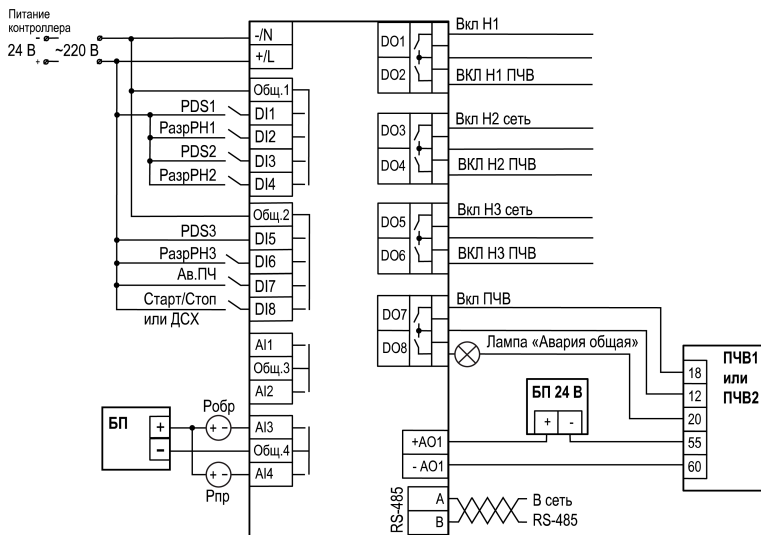 Питание
контроллера
-
24 В ~220 В
+
-/N
+/L
Общ.1
PDS1
DI1
РазрРН1
DI2
PDS2
DI3
РазрРН2
DI4
Общ.2
PDS3
DI5
РазрРН3
DI6
Ав.ПЧ
DI7
Старт/Стоп
или ДСХ
DI8
AI1
Общ.3
AI2
БП
+
-
Pобр
+ -
AI3
Общ.4
+ -
AI4
Pпр
DO1
Вкл Н1
DO2
ВКЛ Н1 ПЧВ
DO3
Вкл Н2 сеть
DO4
ВКЛ Н2 ПЧВ
DO5
Вкл Н3 сеть
DO6
ВКЛ Н3 ПЧВ
DO7
Вкл ПЧВ
DO8
Лампа «Авария общая»
БП 24 В
+ -
+AO1
- AO1
RS-485
A
B
В сеть
RS-485
18
12
20
55
60
ПЧВ1
или
ПЧВ2